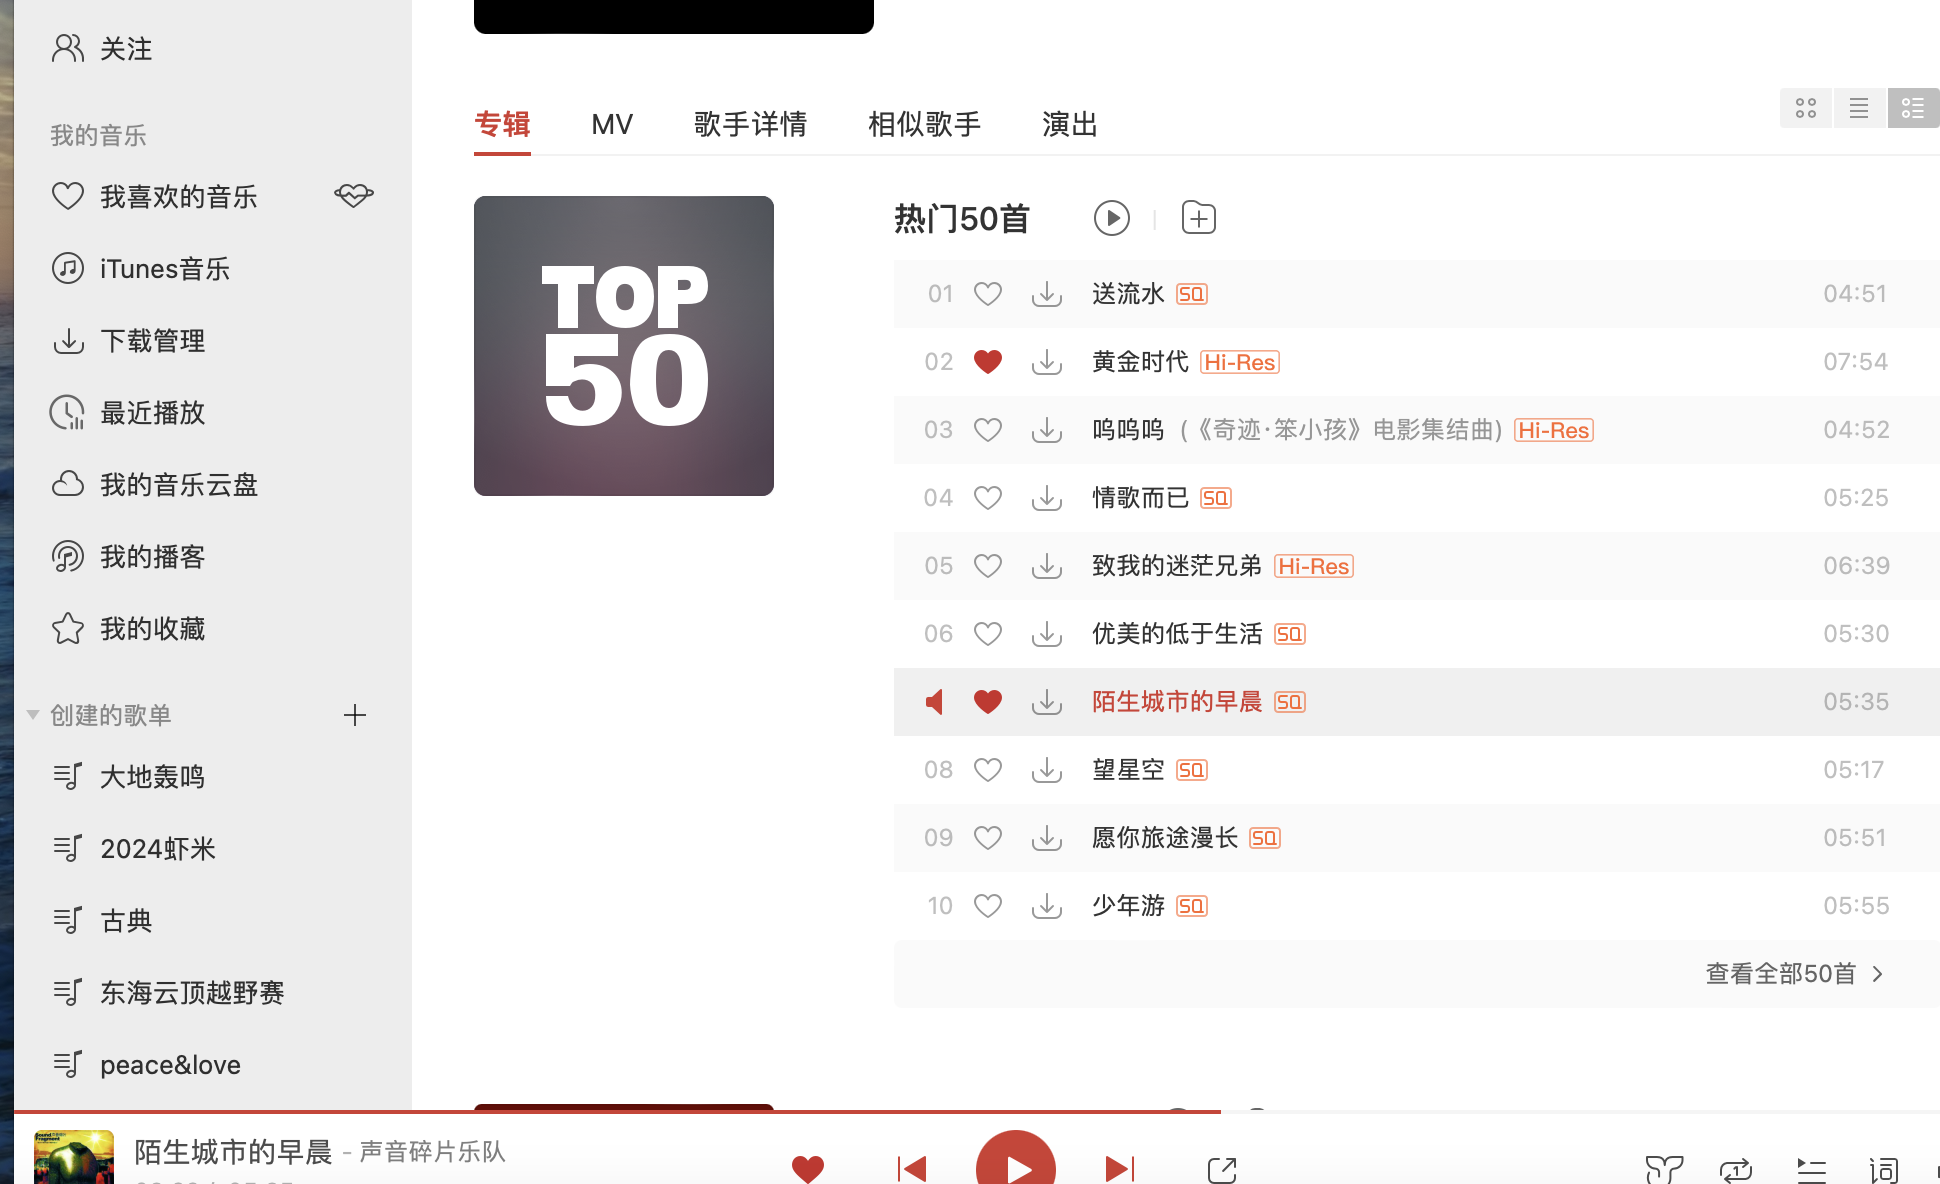 关注
我的音乐
我喜欢的音乐
iTunes音乐
下载管理
最近播放
我的音乐云盘
我的播客
我的收藏
创建的歌单
大地轰鸣
2024虾米
古典
东海云顶越野赛
peace&love
专辑 MV 歌手详情 相似歌手 演出
TOP
50
热门50首
01 送流水 SQ 04:51
02 黄金时代 Hi-Res 07:54
03 呜呜呜（《奇迹·笨小孩》电影集结曲) Hi-Res 04:52
04 情歌而已 SQ 05:25
05 致我的迷茫兄弟 Hi-Res 06:39
06 优美的低于生活 SQ 05:30
陌生城市的早晨 SQ 05:35
08 望星空 SQ 05:17
09 愿你旅途漫长 SQ 05:51
10 少年游 SQ 05:55
查看全部50首
陌生城市的早晨 - 声音碎片乐队
词